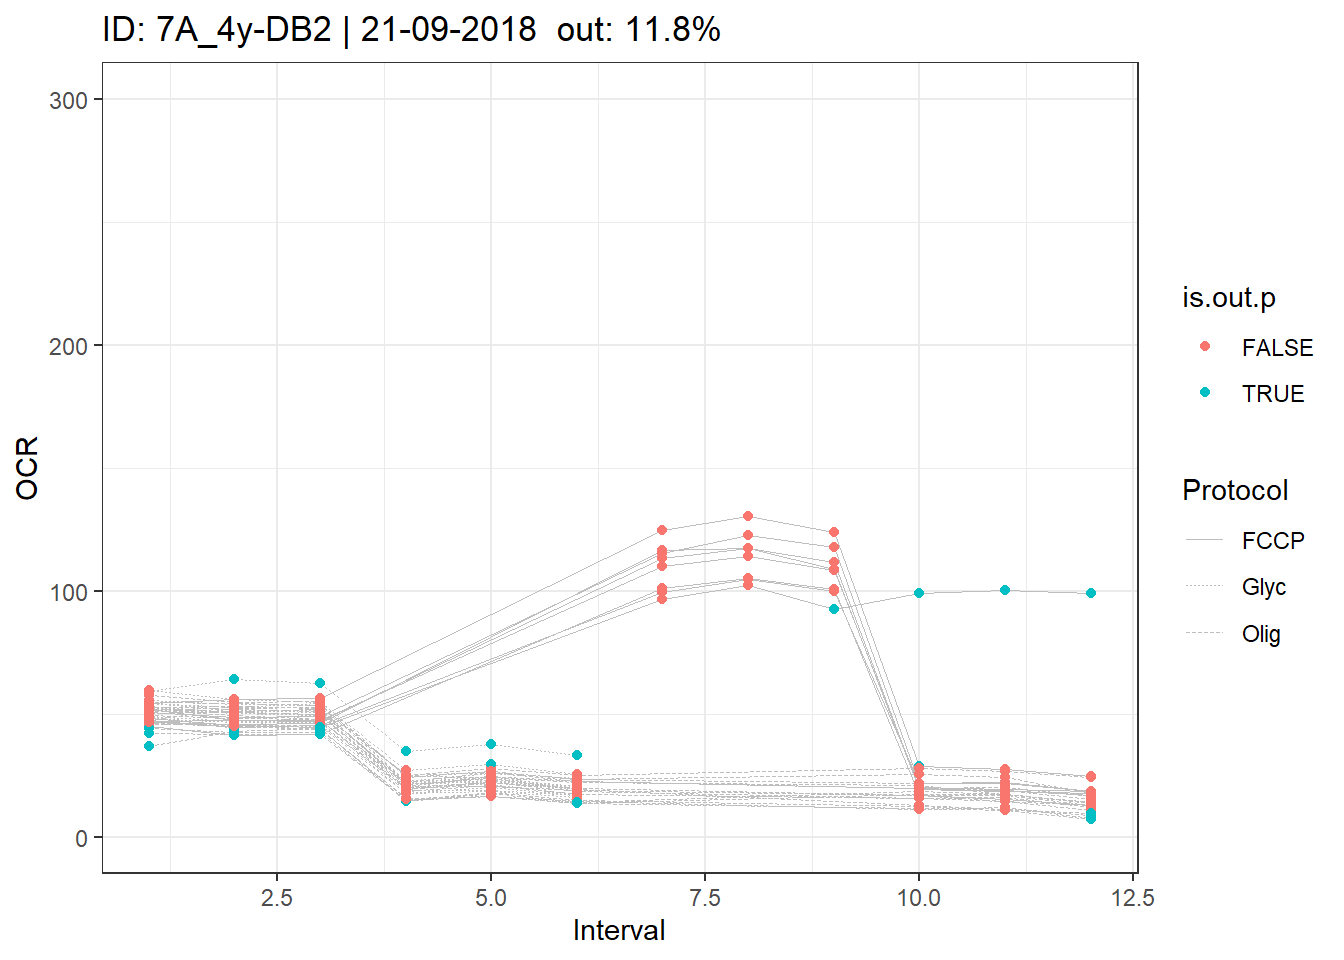 ID: 7A_4y-DB2 | 21-09-2018  out: 11.8%
300
200
100
0
OCR
2.5
5.0
7.5
10.0
12.5
Interval
is.out.p
FALSE
TRUE
Protocol
FCCP
Glyc
Olig